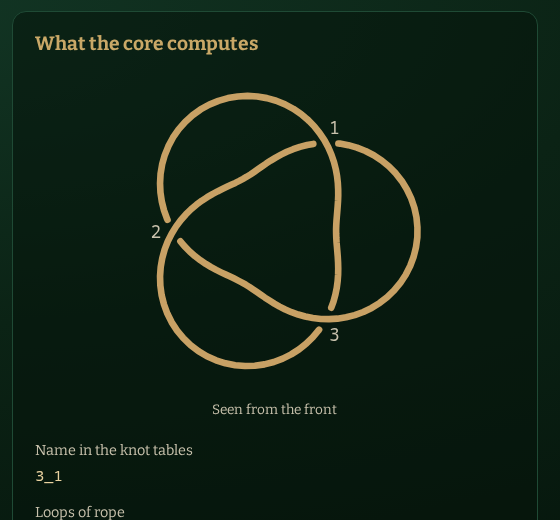 What the core computes
1
2
3
Seen from the front
Name in the knot tables
3_1
Loops of rope